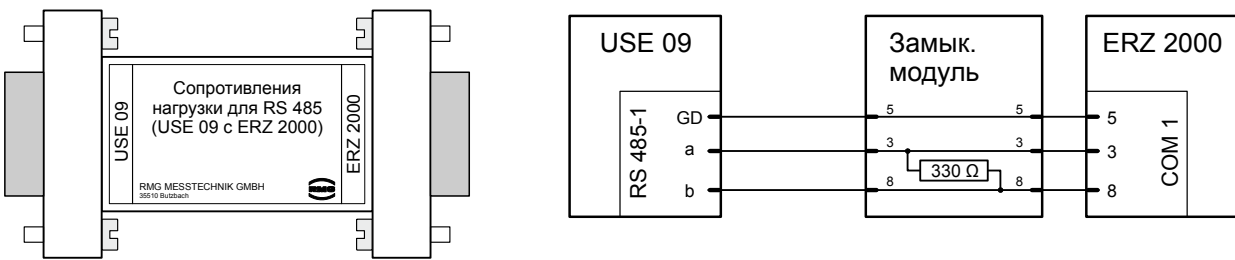 USE 09
Сопротивления
нагрузки для RS 485
(USE 09 с ERZ 2000)
RMG MESSTECHNIK GMBH
35510 Butzbach
RMG
ERZ 2000
USE 09
RS 485-1
GD
a
b
Замык.
модуль
5 5
3 3
330 Ω
8 8
ERZ 2000
5
3
8
COM 1